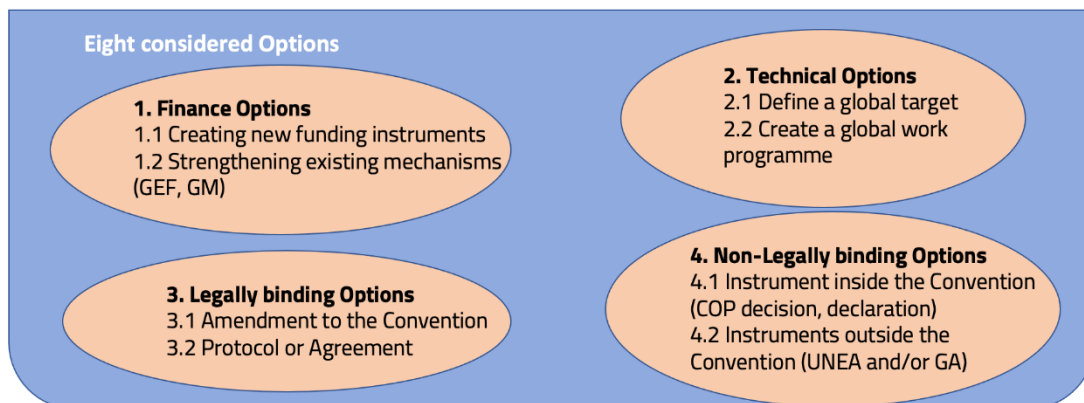 Eight considered Options
1. Finance Options
1.1 Creating new funding instruments
1.2 Strengthening existing mechanisms
(GEF, GM)
2. Technical Options
2.1 Define a global target
2.2 Create a global work
programme
3. Legally binding Options
3.1 Amendment to the Convention
3.2 Protocol or Agreement
4. Non-Legally binding Options
4.1 Instrument inside the Convention
(COP decision, declaration)
4.2 Instruments outside the
Convention (UNEA and/or GA)